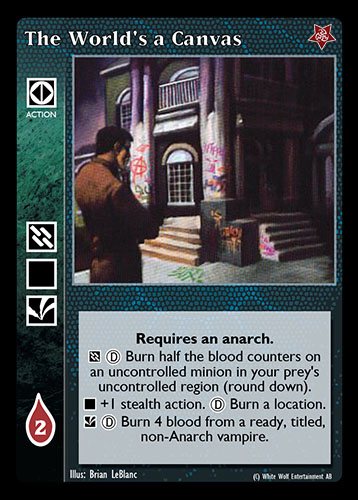 The World's a Canvas
ACTION
Requires an anarch.
Ⓓ Burn half the blood counters on
an uncontrolled minion in your prey's
uncontrolled region (round down).
+1 stealth action. Ⓓ Burn a location.
Ⓓ Burn 4 blood from a ready, titled,
non-Anarch vampire.
2
Illus: Brian LeBlanc
(C) White Wolf Entertainment AB